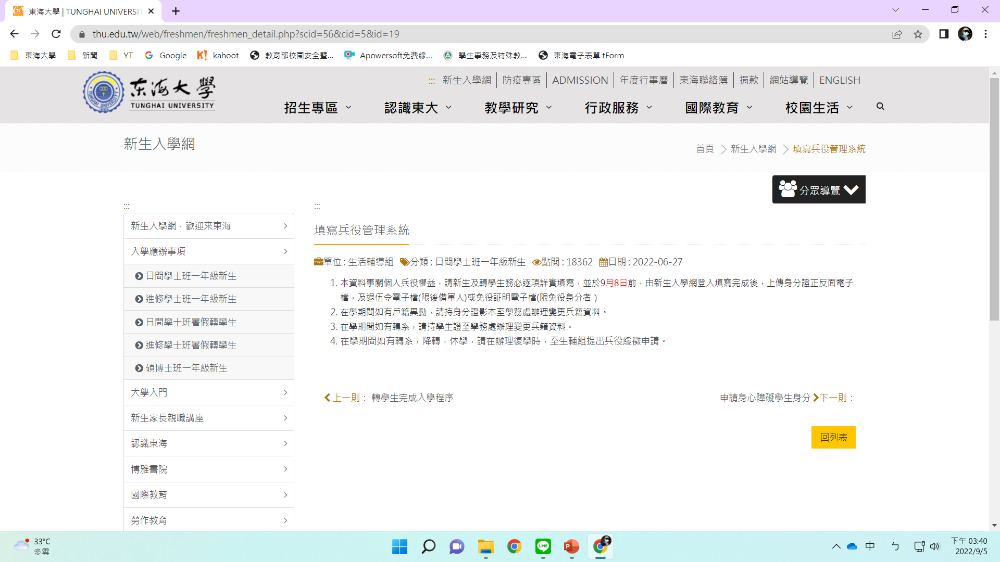 東海大學 | TUNGHAI UNIVERSIT
thu.edu.tw/web/freshmen/freshmen_detail.php?scid=56&cid=5&id=19
東海大學 新聞 YT Google kahoot 教育部校園安全暨... Apowersoft免費線... 學生事務及特殊教... 東海電子表單 tForm
东海大學
TUNGHAI UNIVERSITY
::: 新生入學網 防疫專區 ADMISSION 年度行事曆 東海聯絡簿 捐款 網站導覽 ENGLISH
招生專區 認識東大 教學研究 行政服務 國際教育 校園生活
新生入學網
首頁 新生入學網 填寫兵役管理系統
分眾導覽
:::
新生入學網．歡迎來東海
入學應辦事項
日間學士班一年級新生
進修學士班一年級新生
日間學士班暑假轉學生
進修學士班暑假轉學生
碩博士班一年級新生
大學入門
新生家長親職講座
認識東海
博雅書院
國際教育
勞作教育
:::
填寫兵役管理系統
單位 : 生活輔導組 分類 : 日間學士班一年級新生 點閱 : 18362 日期 : 2022-06-27
1. 本資料事關個人兵役權益，請新生及轉學生務必逐項詳實填寫，並於9月8日前，由新生入學網登入填寫完成後，上傳身分證正反面電子
檔，及退伍令電子檔(限後備軍人)或免役証明電子檔(限免役身分者 )
2. 在學期間如有戶籍異動，請持身分證影本至學務處辦理變更兵籍資料。
3. 在學期間如有轉系，請持學生證至學務處辦理變更兵籍資料。
4. 在學期間如有轉系，降轉，休學，請在辦理復學時，至生輔組提出兵役緩徵申請。
上一則： 轉學生完成入學程序
申請身心障礙學生身分 下一則：
回列表
33°C
多雲
中 ㄅ
下午 03:40
2022/9/5